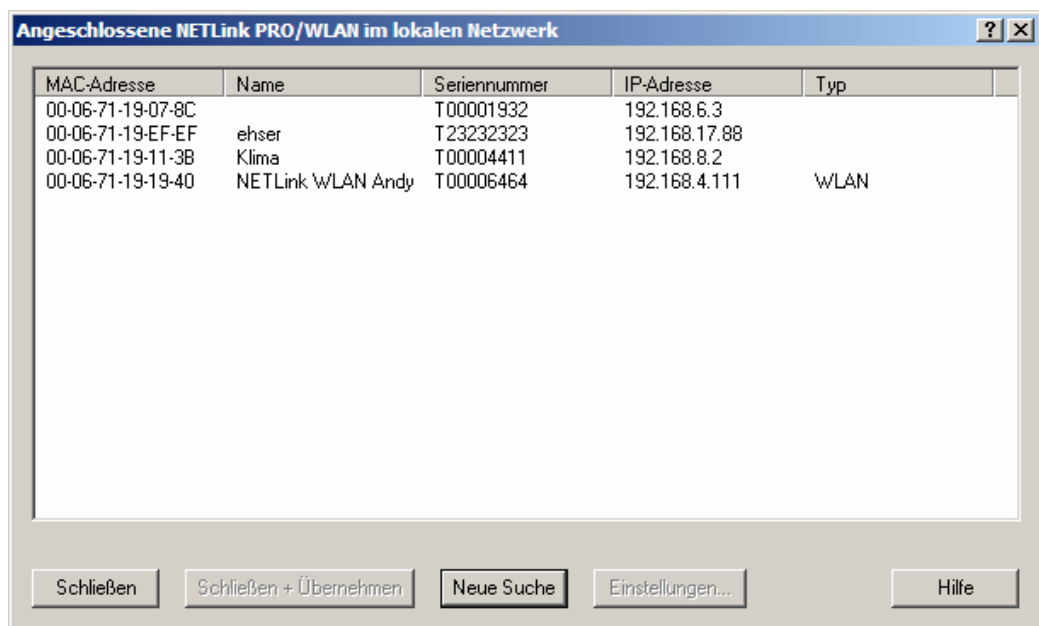 Angeschlossene NETLink PRO/WLAN im lokalen Netzwerk
MAC-Adresse Name Seriennummer IP-Adresse Typ
00-06-71-19-07-8C T00001932 192.168.6.3
00-06-71-19-EF-EF ehser T23232323 192.168.17.88
00-06-71-19-11-3B Klima T00004411 192.168.8.2
00-06-71-19-19-40 NETLink WLAN Andy T00006464 192.168.4.111 WLAN
Schließen Schließen + Übernehmen Neue Suche Einstellungen... Hilfe